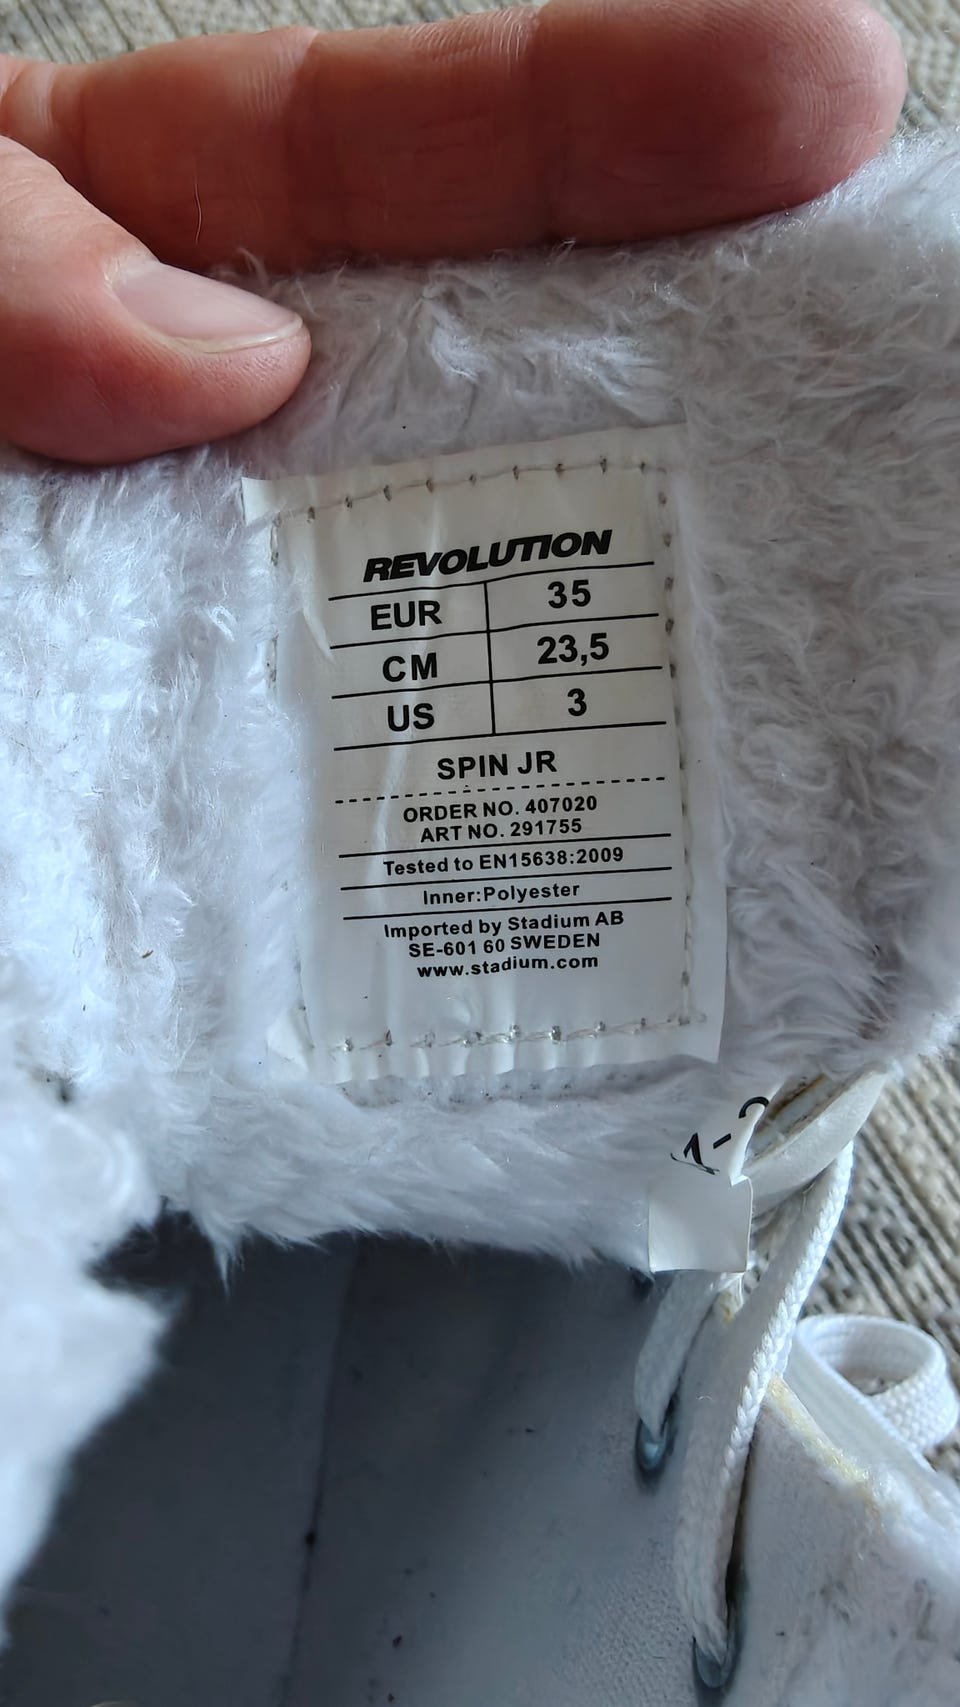 REVOLUTION
EUR 35
CM 23,5
US 3
SPIN JR
ORDER NO. 407020
ART NO. 291755
Tested to EN15638:2009
Inner:Polyester
Imported by Stadium AB
SE-601 60 SWEDEN
www.stadium.com